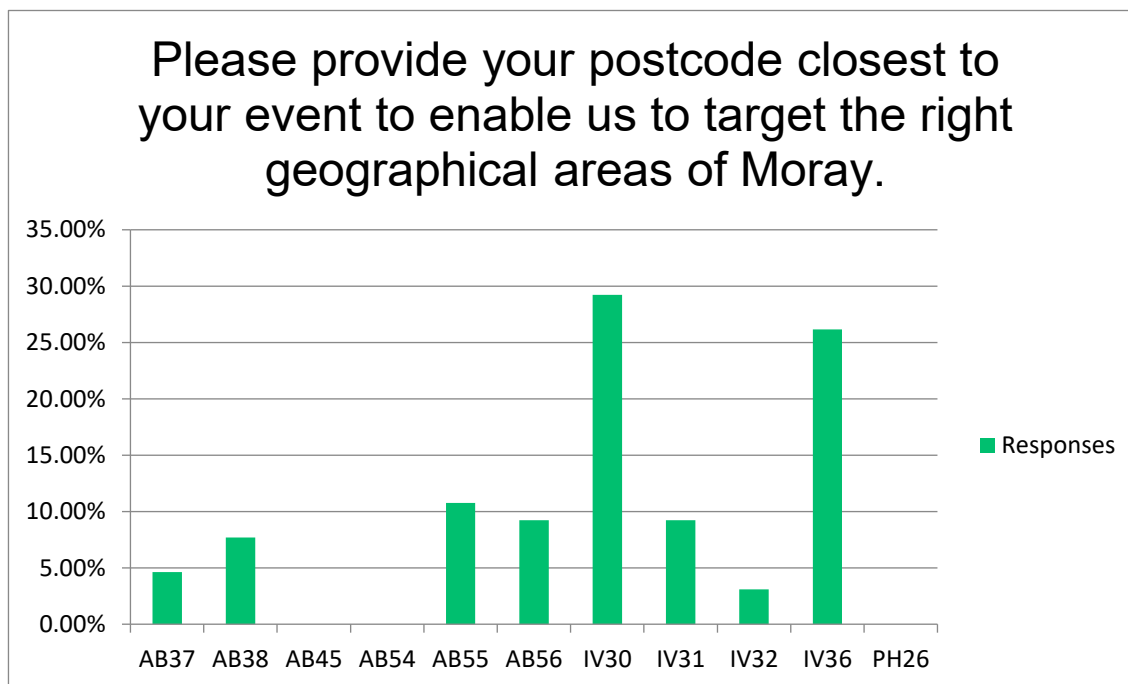 Please provide your postcode closest to
your event to enable us to target the right
geographical areas of Moray.
35.00%
30.00%
25.00%
20.00%
15.00%
10.00%
5.00%
0.00%
AB37 AB38 AB45 AB54 AB55 AB56 IV30 IV31 IV32 IV36 PH26
Responses